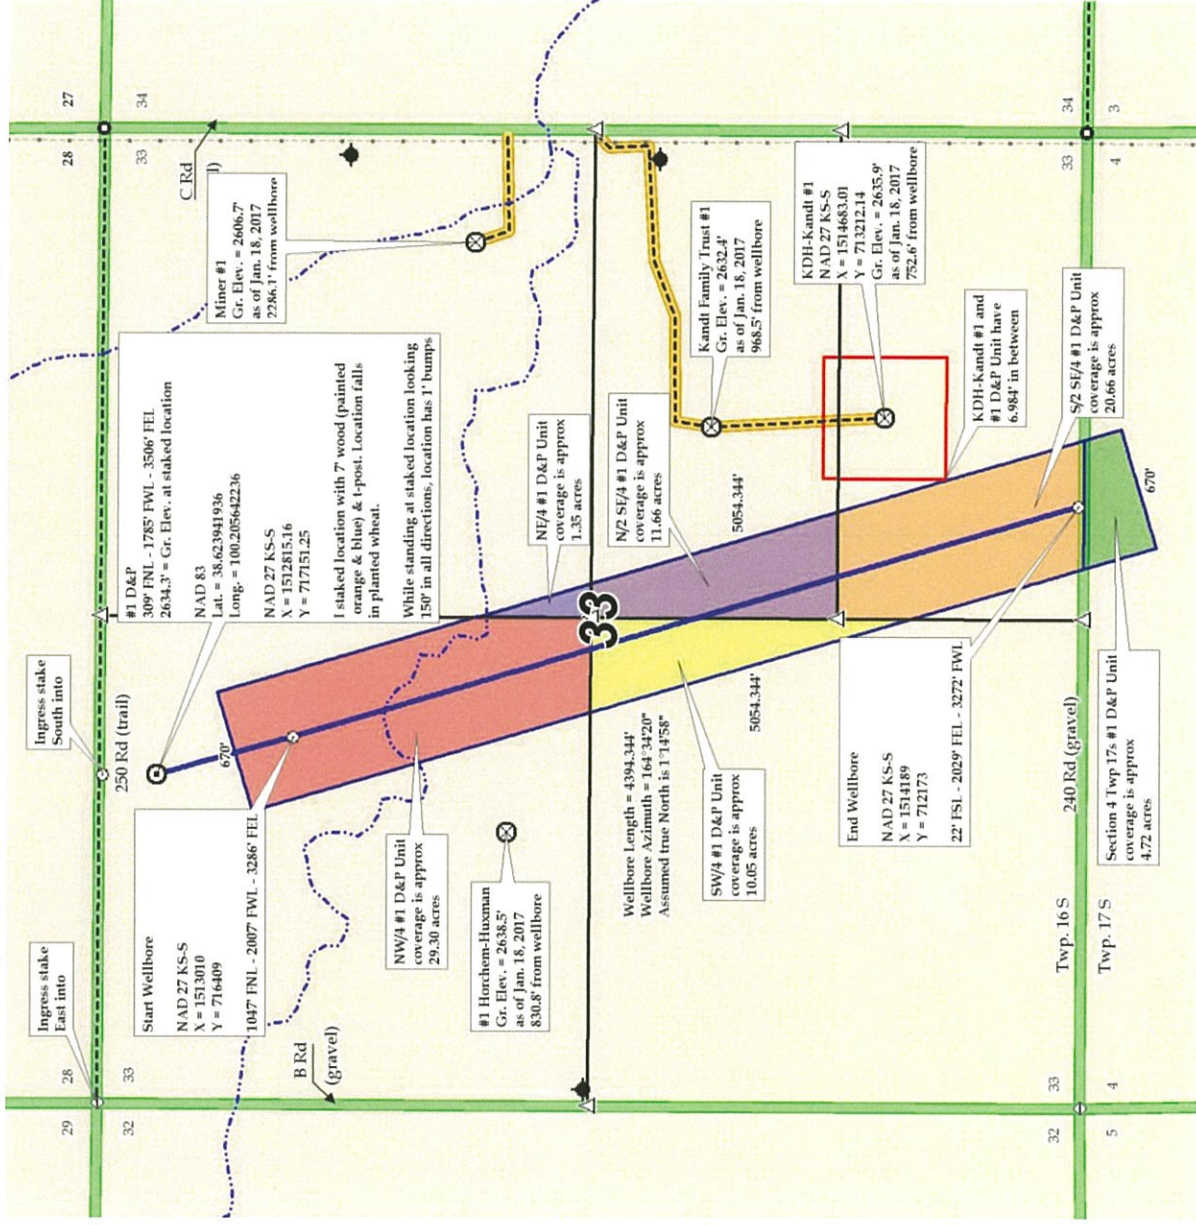 29
28
32
33
Ingress stake
East into
Ingress stake
South into
250 Rd (trail)
28
27
33
34
#1 D&P
309' FNL - 1785' FWL - 3506' FEL
2634.3' = Gr. Elev. at staked location
NAD 83
Lat. = 38.623941936
Long. = 100.205642236
NAD 27 KS-S
X = 1512815.16
Y = 717151.25
I staked location with 7' wood (painted
orange & blue) & t-post. Location falls
in planted wheat.
While standing at staked location looking
150' in all directions, location has 1' bumps
Start Wellbore
NAD 27 KS-S
X = 1513010
Y = 716409
1047' FNL - 2007' FWL - 3286' FEL
C Rd
l)
Miner #1
Gr. Elev. = 2606.7'
as of Jan. 18, 2017
2286.1' from wellbore
670'
B Rd
(gravel)
NW/4 #1 D&P Unit
coverage is approx
29.30 acres
#1 Horchem-Huxman
Gr. Elev. = 2638.5'
as of Jan. 18, 2017
830.8' from wellbore
NE/4 #1 D&P Unit
coverage is approx
1.35 acres
33
N/2 SE/4 #1 D&P Unit
coverage is approx
11.66 acres
Wellbore Length = 4394.344'
Wellbore Azimuth = 164°34'20"
Assumed true North is 1°14'58"
Kandt Family Trust #1
Gr. Elev. = 2632.4'
as of Jan. 18, 2017
968.5' from wellbore
SW/4 #1 D&P Unit
coverage is approx
10.05 acres
5054.344'
5054.344'
KDH-Kandt #1
NAD 27 KS-S
X = 1514683.01
Y = 713212.14
Gr. Elev. = 2635.9'
as of Jan. 18, 2017
752.6' from wellbore
End Wellbore
NAD 27 KS-S
X = 1514189
Y = 712173
22' FSL - 2029' FEL - 3272' FWL
KDH-Kandt #1 and
#1 D&P Unit have
6.984' in between
S/2 SE/4 #1 D&P Unit
coverage is approx
20.66 acres
32
33
Twp. 16 S
240 Rd (gravel)
33
34
5
4
Twp. 17 S
Section 4 Twp 17s #1 D&P Unit
coverage is approx
4.72 acres
670'
4
3